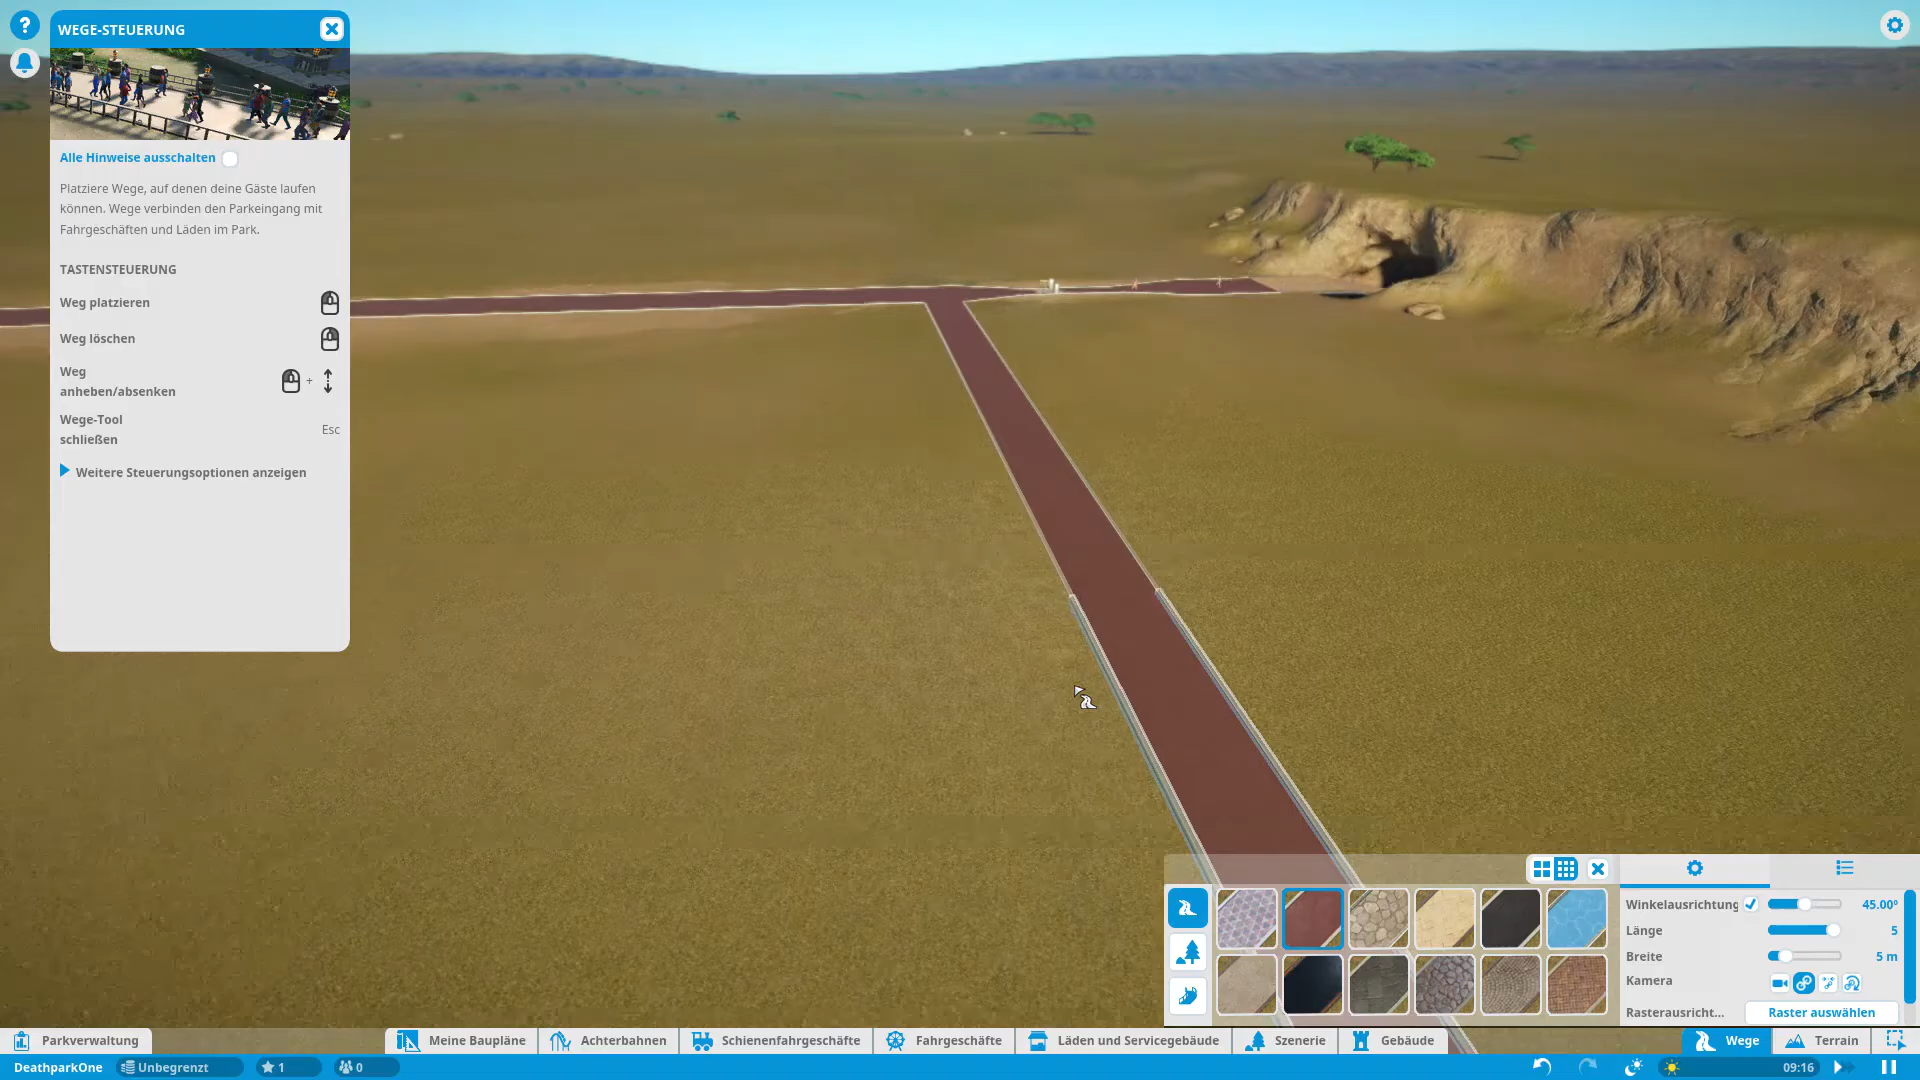 ?
WEGE-STEUERUNG
Alle Hinweise ausschalten
Platziere Wege, auf denen deine Gäste laufen
können. Wege verbinden den Parkeingang mit
Fahrgeschäften und Läden im Park.
TASTENSTEUERUNG
Weg platzieren
Weg löschen
Weg
anheben/absenken
+
Wege-Tool
schließen
Esc
Weitere Steuerungsoptionen anzeigen
Winkelausrichtung
45.00°
Länge
5
Breite
5 m
Kamera
Rasterausricht...
Raster auswählen
Parkverwaltung
Meine Baupläne
Achterbahnen
Schienenfahrgeschäfte
Fahrgeschäfte
Läden und Servicegebäude
Szenerie
Gebäude
Wege
Terrain
DeathparkOne
Unbegrenzt
1
0
09:16